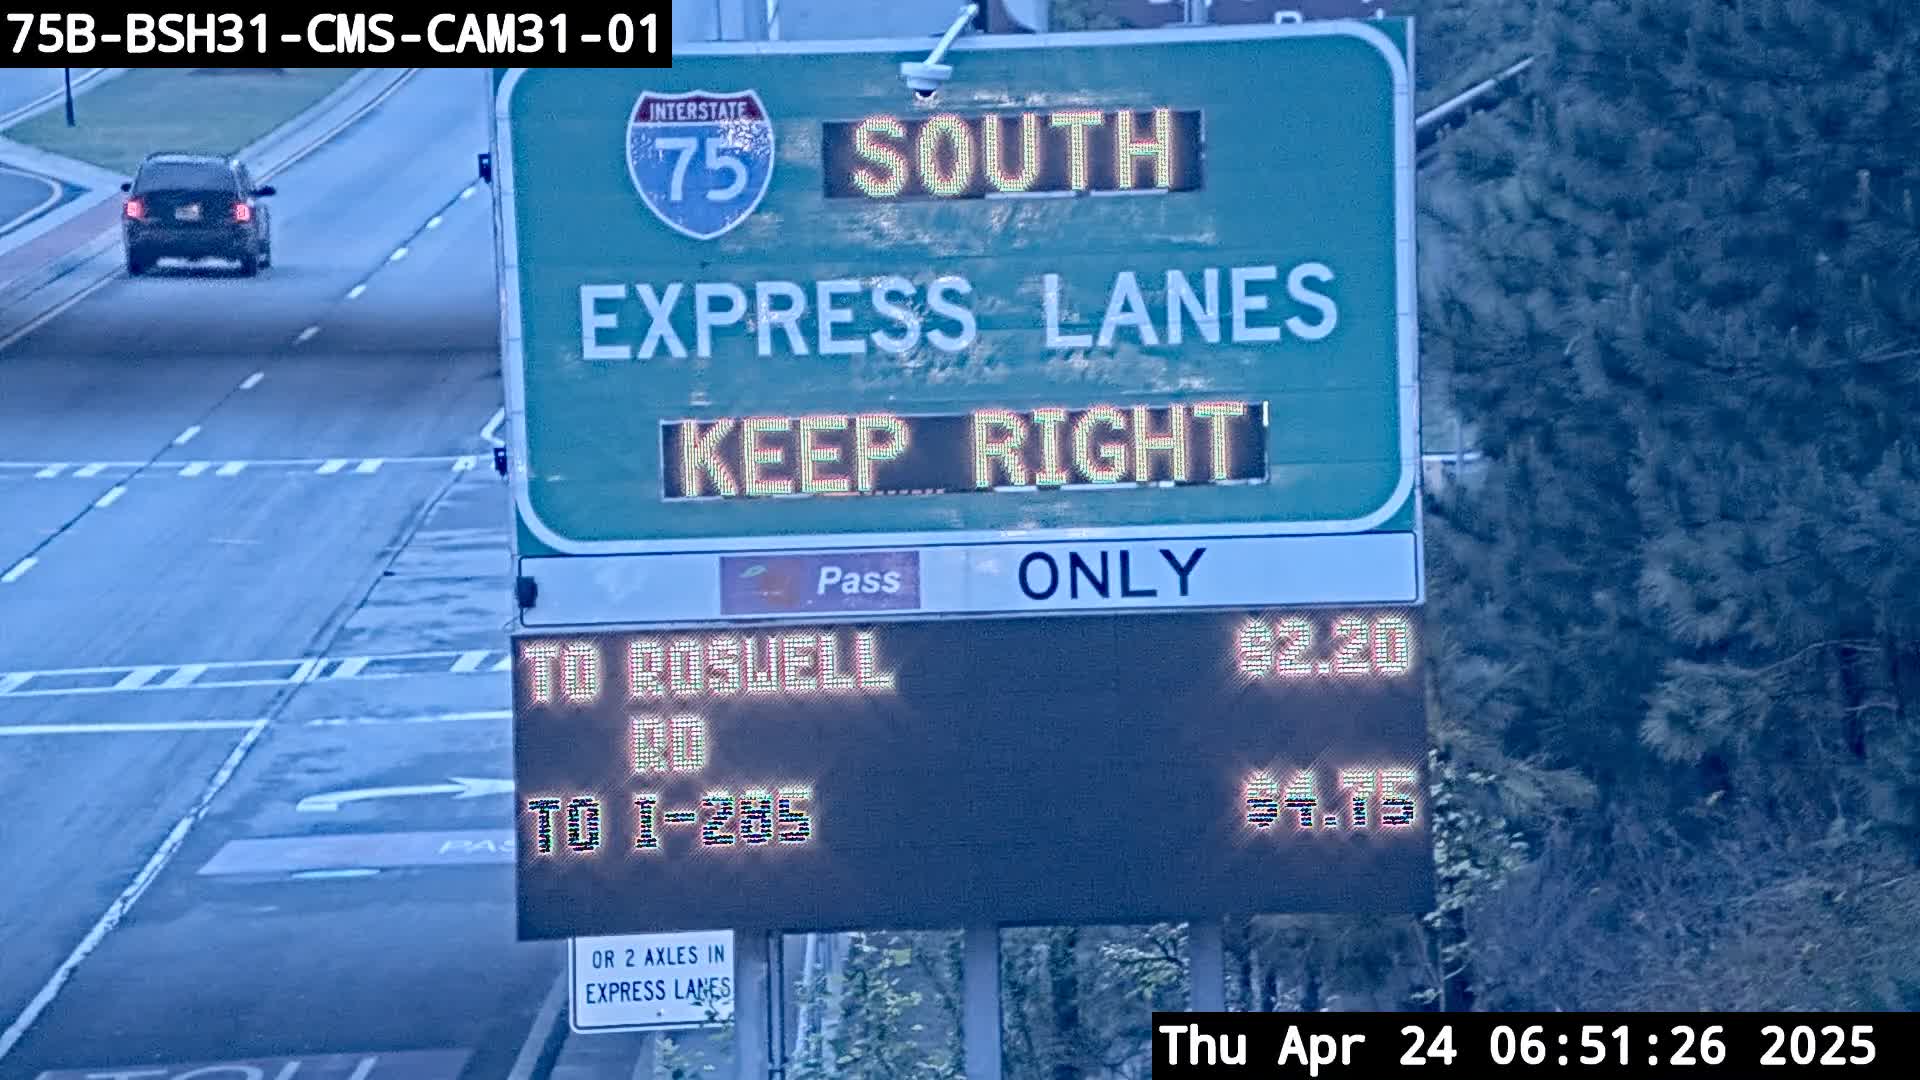 75B-BSH31-CMS-CAM31-01
INTERSTATE
75
SOUTH
EXPRESS LANES
KEEP RIGHT
Pass
ONLY
TO ROSWELL $2.20
RD
TO I-285 $4.75
OR 2 AXLES IN
EXPRESS LANES
Thu Apr 24 06:51:26 2025